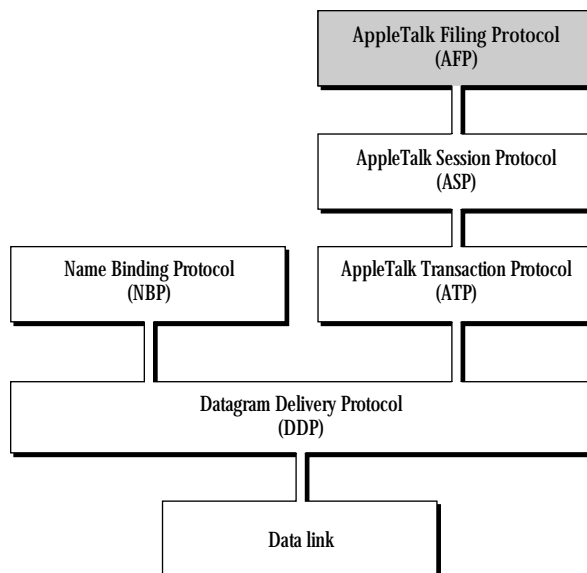 AppleTalk Filing Protocol
(AFP)
AppleTalk Session Protocol
(ASP)
Name Binding Protocol
(NBP)
AppleTalk Transaction Protocol
(ATP)
Datagram Delivery Protocol
(DDP)
Data link